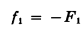 f₁ = −F₁